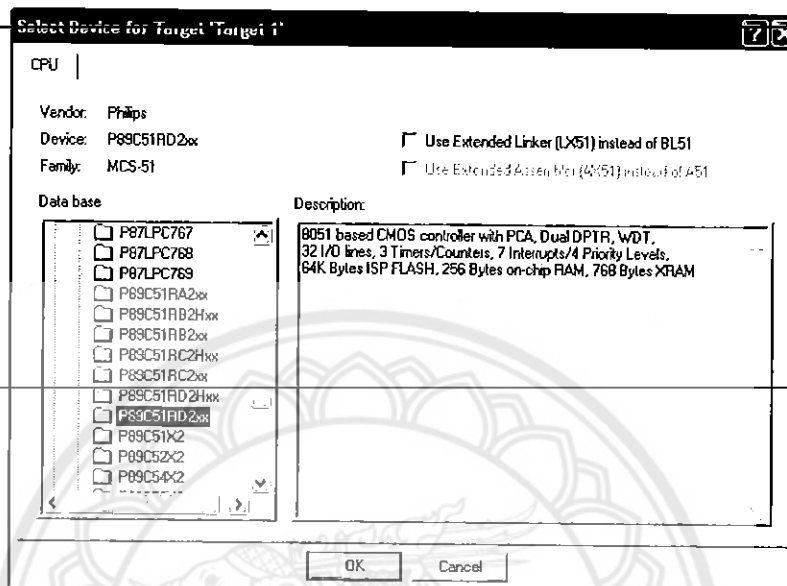 Select Device for Target 'Target 1'
CPU
Vendor: Philips
Device: P89C51RD2xx
Family: MCS-51
Use Extended Linker (LX51) instead of BL51
Use Extended Assembler (AX51) instead of A51
Data base
Description:
P87LPC767
P87LPC768
P87LPC769
P89C51RA2xx
P89C51RB2Hxx
P89C51RB2xx
P89C51RC2Hxx
P89C51RC2xx
P89C51RD2Hxx
P89C51RD2xx
P89C51X2
P89C52X2
P89C54X2
8051 based CMOS controller with PCA, Dual DPTR, WDT,
32 I/O lines, 3 Timers/Counters, 7 Interrupts/4 Priority Levels,
64K Bytes ISP FLASH, 256 Bytes on-chip RAM, 768 Bytes XRAM
OK
Cancel